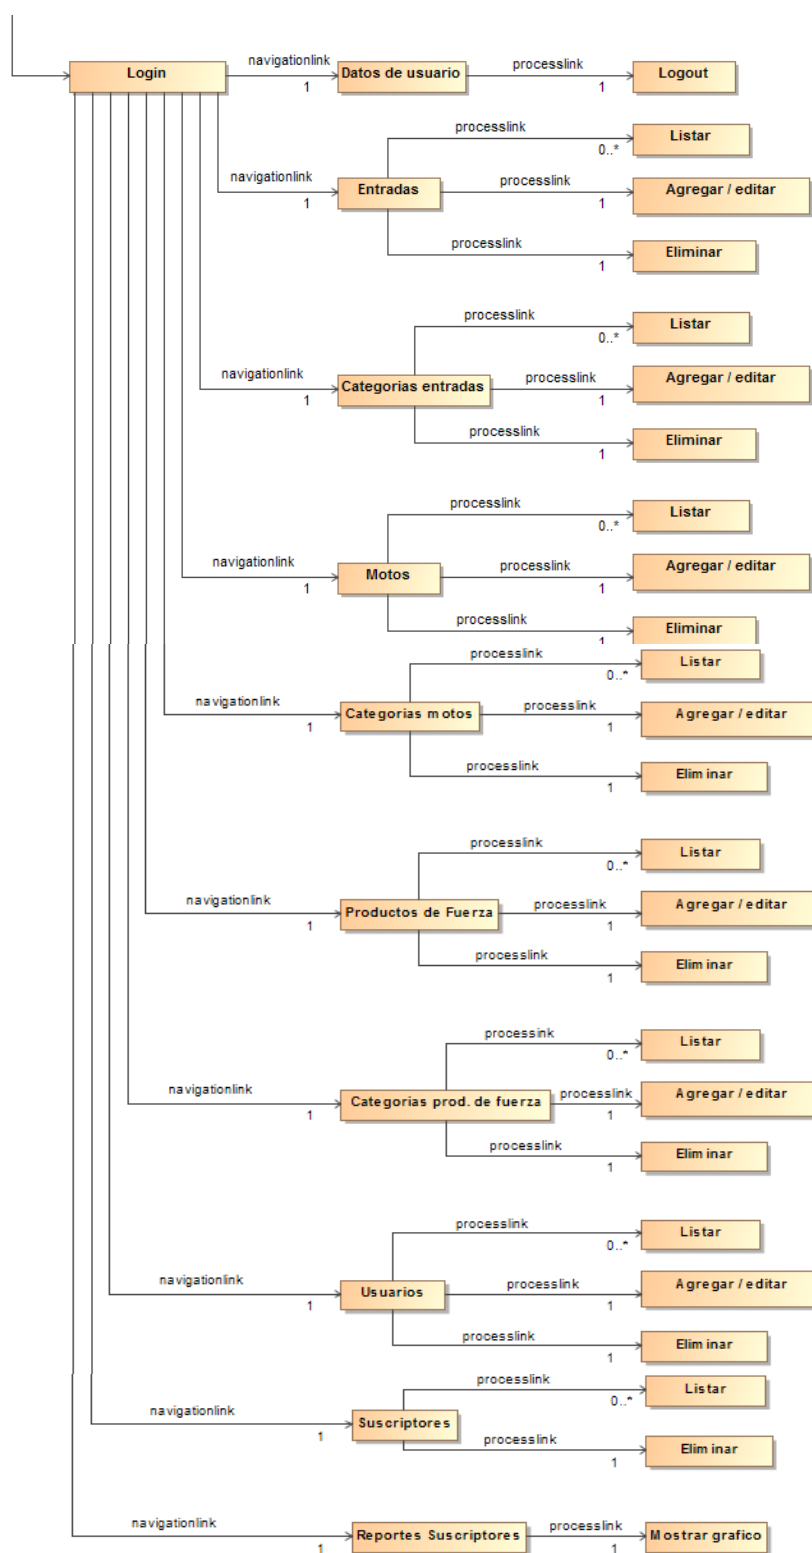 navigationlink
processlink
Login
Datos de usuario
Logout
1
1
processlink
Listar
0..*
navigationlink
processlink
Entradas
Agregar / editar
1
1
processlink
Eliminar
1
processlink
Listar
0..*
navigationlink
processlink
Categorias entradas
Agregar / editar
1
1
processlink
Eliminar
1
processlink
Listar
0..*
navigationlink
processlink
Motos
Agregar / editar
1
1
processlink
Eliminar
1
processlink
Listar
0..*
navigationlink
processlink
Categorias motos
Agregar / editar
1
1
processlink
Eliminar
1
processlink
Listar
0..*
navigationlink
processlink
Productos de Fuerza
Agregar / editar
1
1
processlink
Eliminar
1
processink
Listar
0..*
navigationlink
processlink
Categorias prod. de fuerza
Agregar / editar
1
1
processlink
Eliminar
1
processlink
Listar
0..*
navigationlink
processlink
Usuarios
Agregar / editar
1
1
processlink
Eliminar
1
processlink
Listar
0..*
navigationlink
Suscriptores
1
processlink
Eliminar
1
navigationlink
processlink
Reportes Suscriptores
Mostrar grafico
1
1